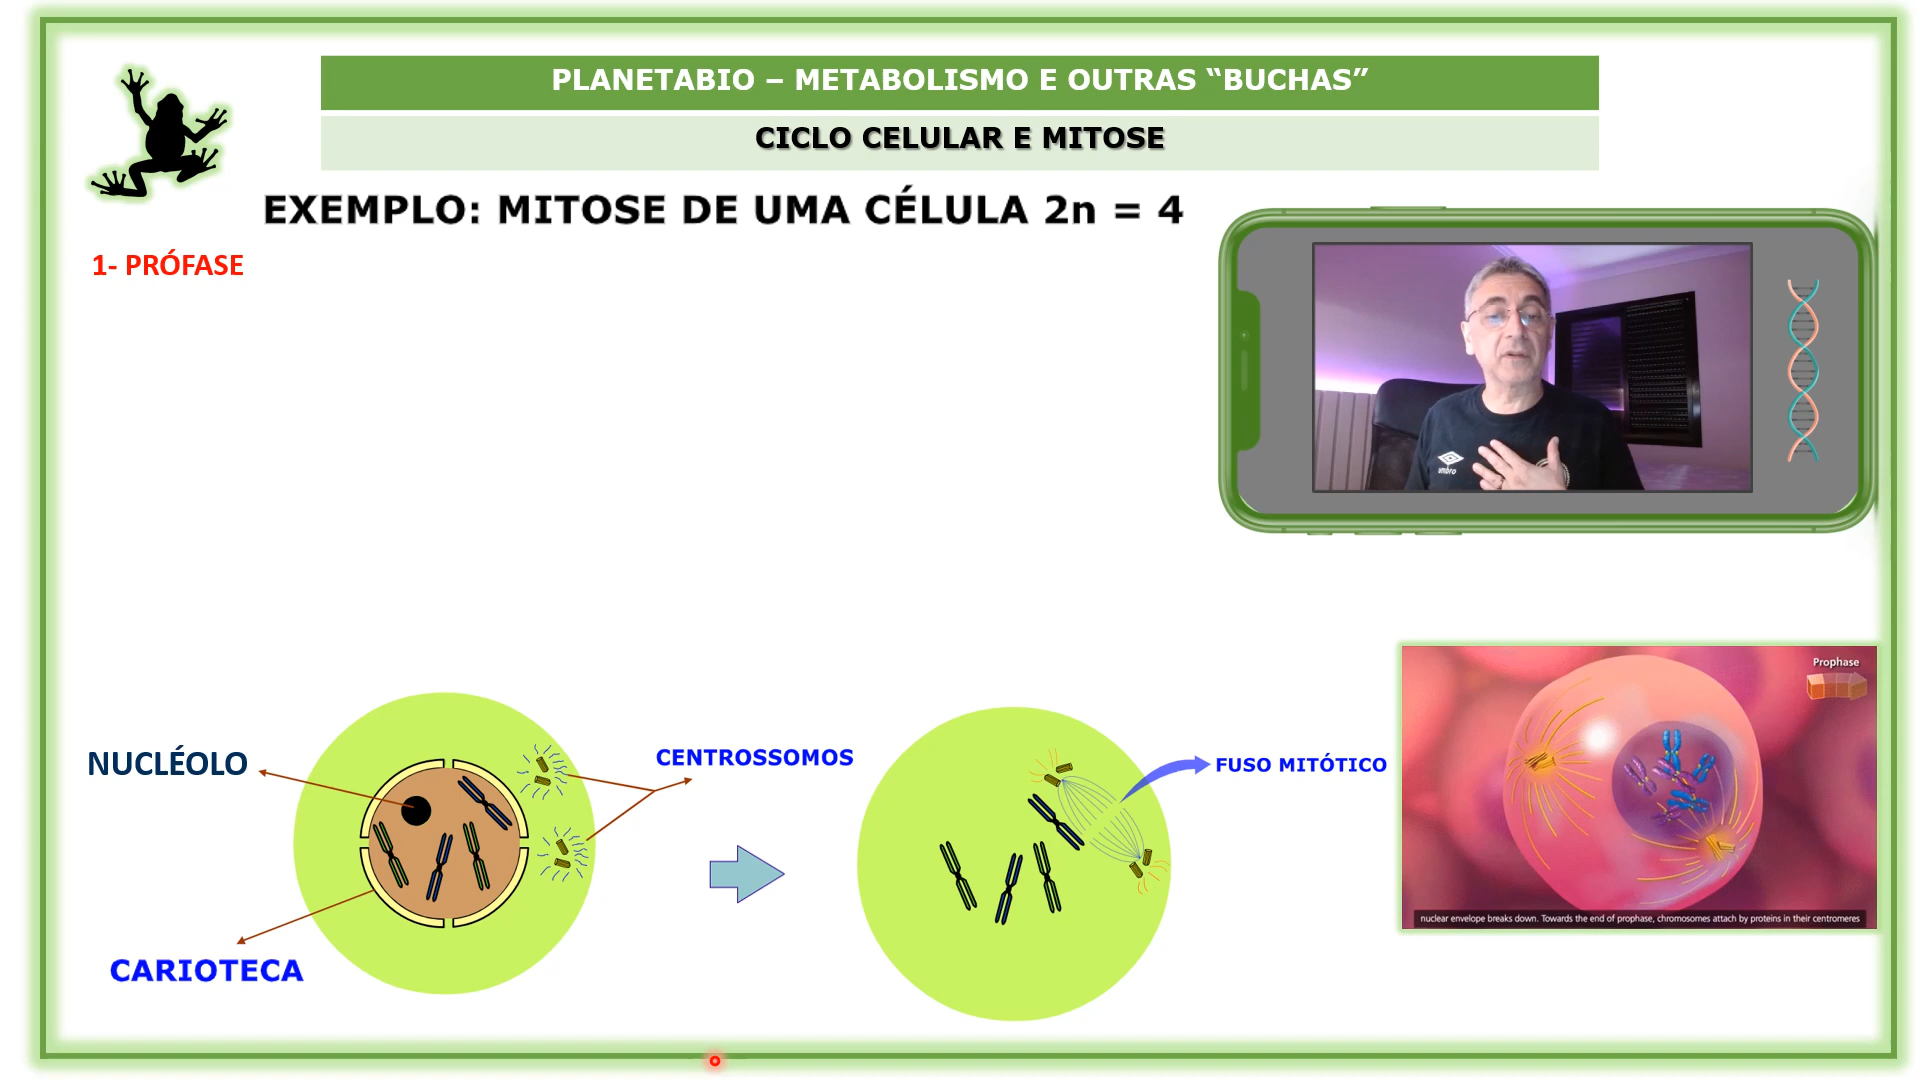 PLANETABIO – METABOLISMO E OUTRAS “BUCHAS”
CICLO CELULAR E MITOSE
EXEMPLO: MITOSE DE UMA CÉLULA 2n = 4
1- PRÓFASE
umbro
Prophase
NUCLÉOLO
CENTROSSOMOS
FUSO MITÓTICO
nuclear envelope breaks down. Towards the end of prophase, chromosomes attach by proteins in their centromeres
CARIOTECA